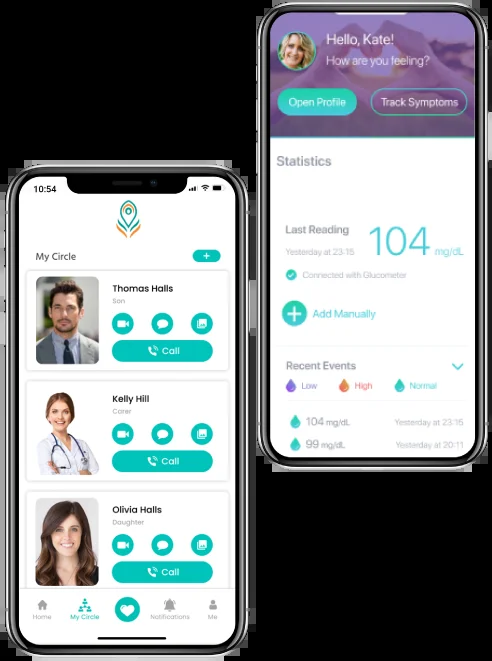 Hello, Kate!
How are you feeling?
Open Profile
Track Symptoms
Statistics
Last Reading
Yesterday at 23-15
104 mg/dL
Connected with Glucometer
Add Manually
Recent Events
Low
High
Normal
104 mg/dL
Yesterday at 23:15
99 mg/dL
Yesterday at 20:11
10:54
My Circle
Thomas Halls
Son
Call
Kelly Hill
Carer
Call
Olivia Halls
Daughter
Call
Home
My Circle
Notifications
Me